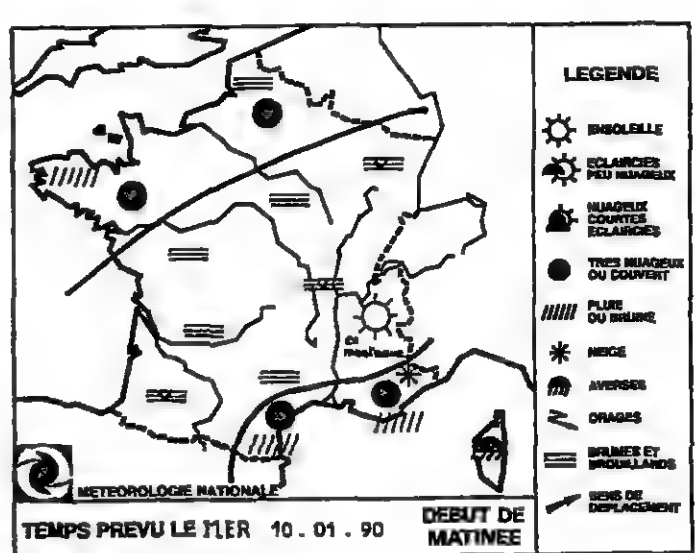 LEGENDE
ENSOLEILLE
ECLAIRCIES
PEU NUAGEUX
NUAGEUX
COURTES
ECLAIRCIES
TRES NUAGEUX
OU COUVERT
PLUIE
OU BRUINE
NEIGE
AVERSES
ORAGES
BRUMES ET
BROUILLARDS
SENS DE
DEPLACEMENT
en
METEOROLOGIE NATIONALE
TEMPS PREVU LE MER 10.01.90
DEBUT DE
MATINEE